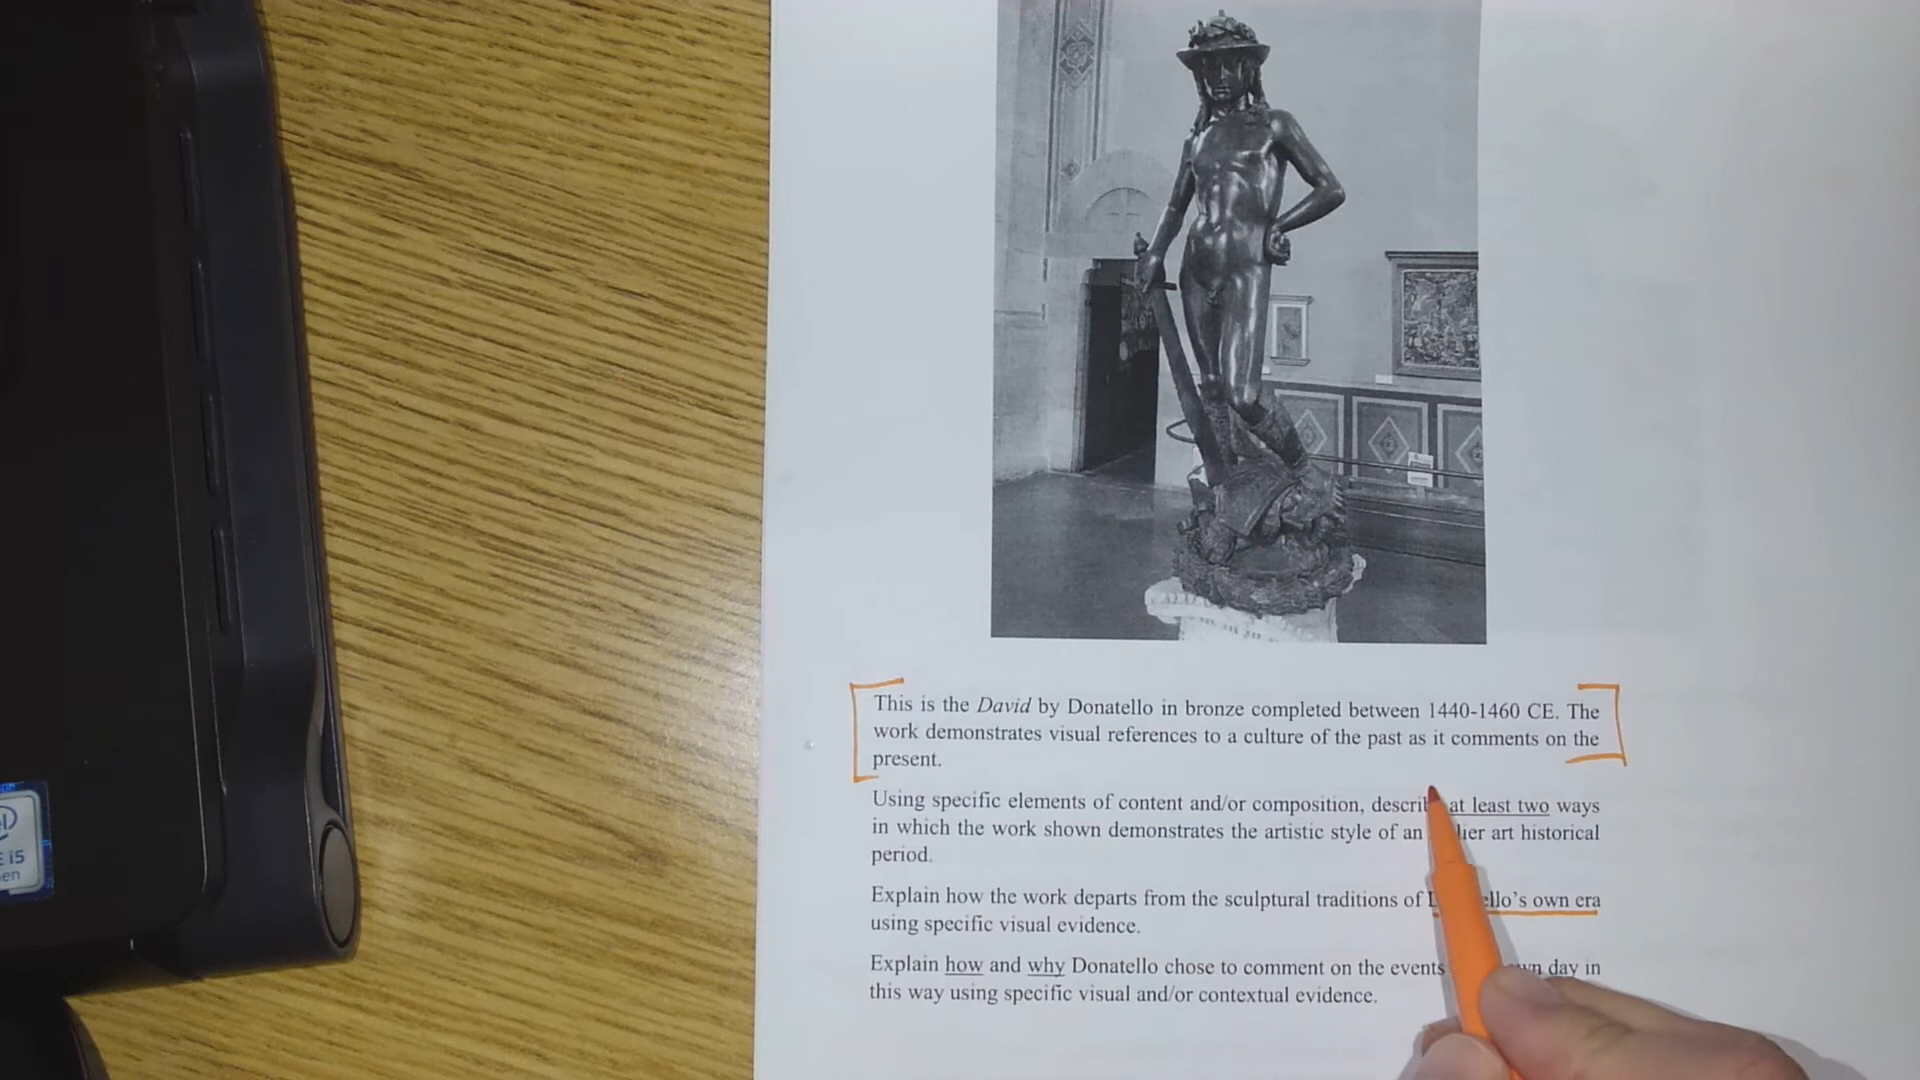 This is the David by Donatello in bronze completed between 1440-1460 CE. The
work demonstrates visual references to a culture of the past as it comments on the
present.
Using specific elements of content and/or composition, at least two ways
in which the work shown demonstrates the artistic style of an art historical
period.
Explain how the work departs from the sculptural traditions of own era
using specific visual evidence.
Explain how and why Donatello chose to comment on the events day in
this way using specific visual and/or contextual evidence.
i5